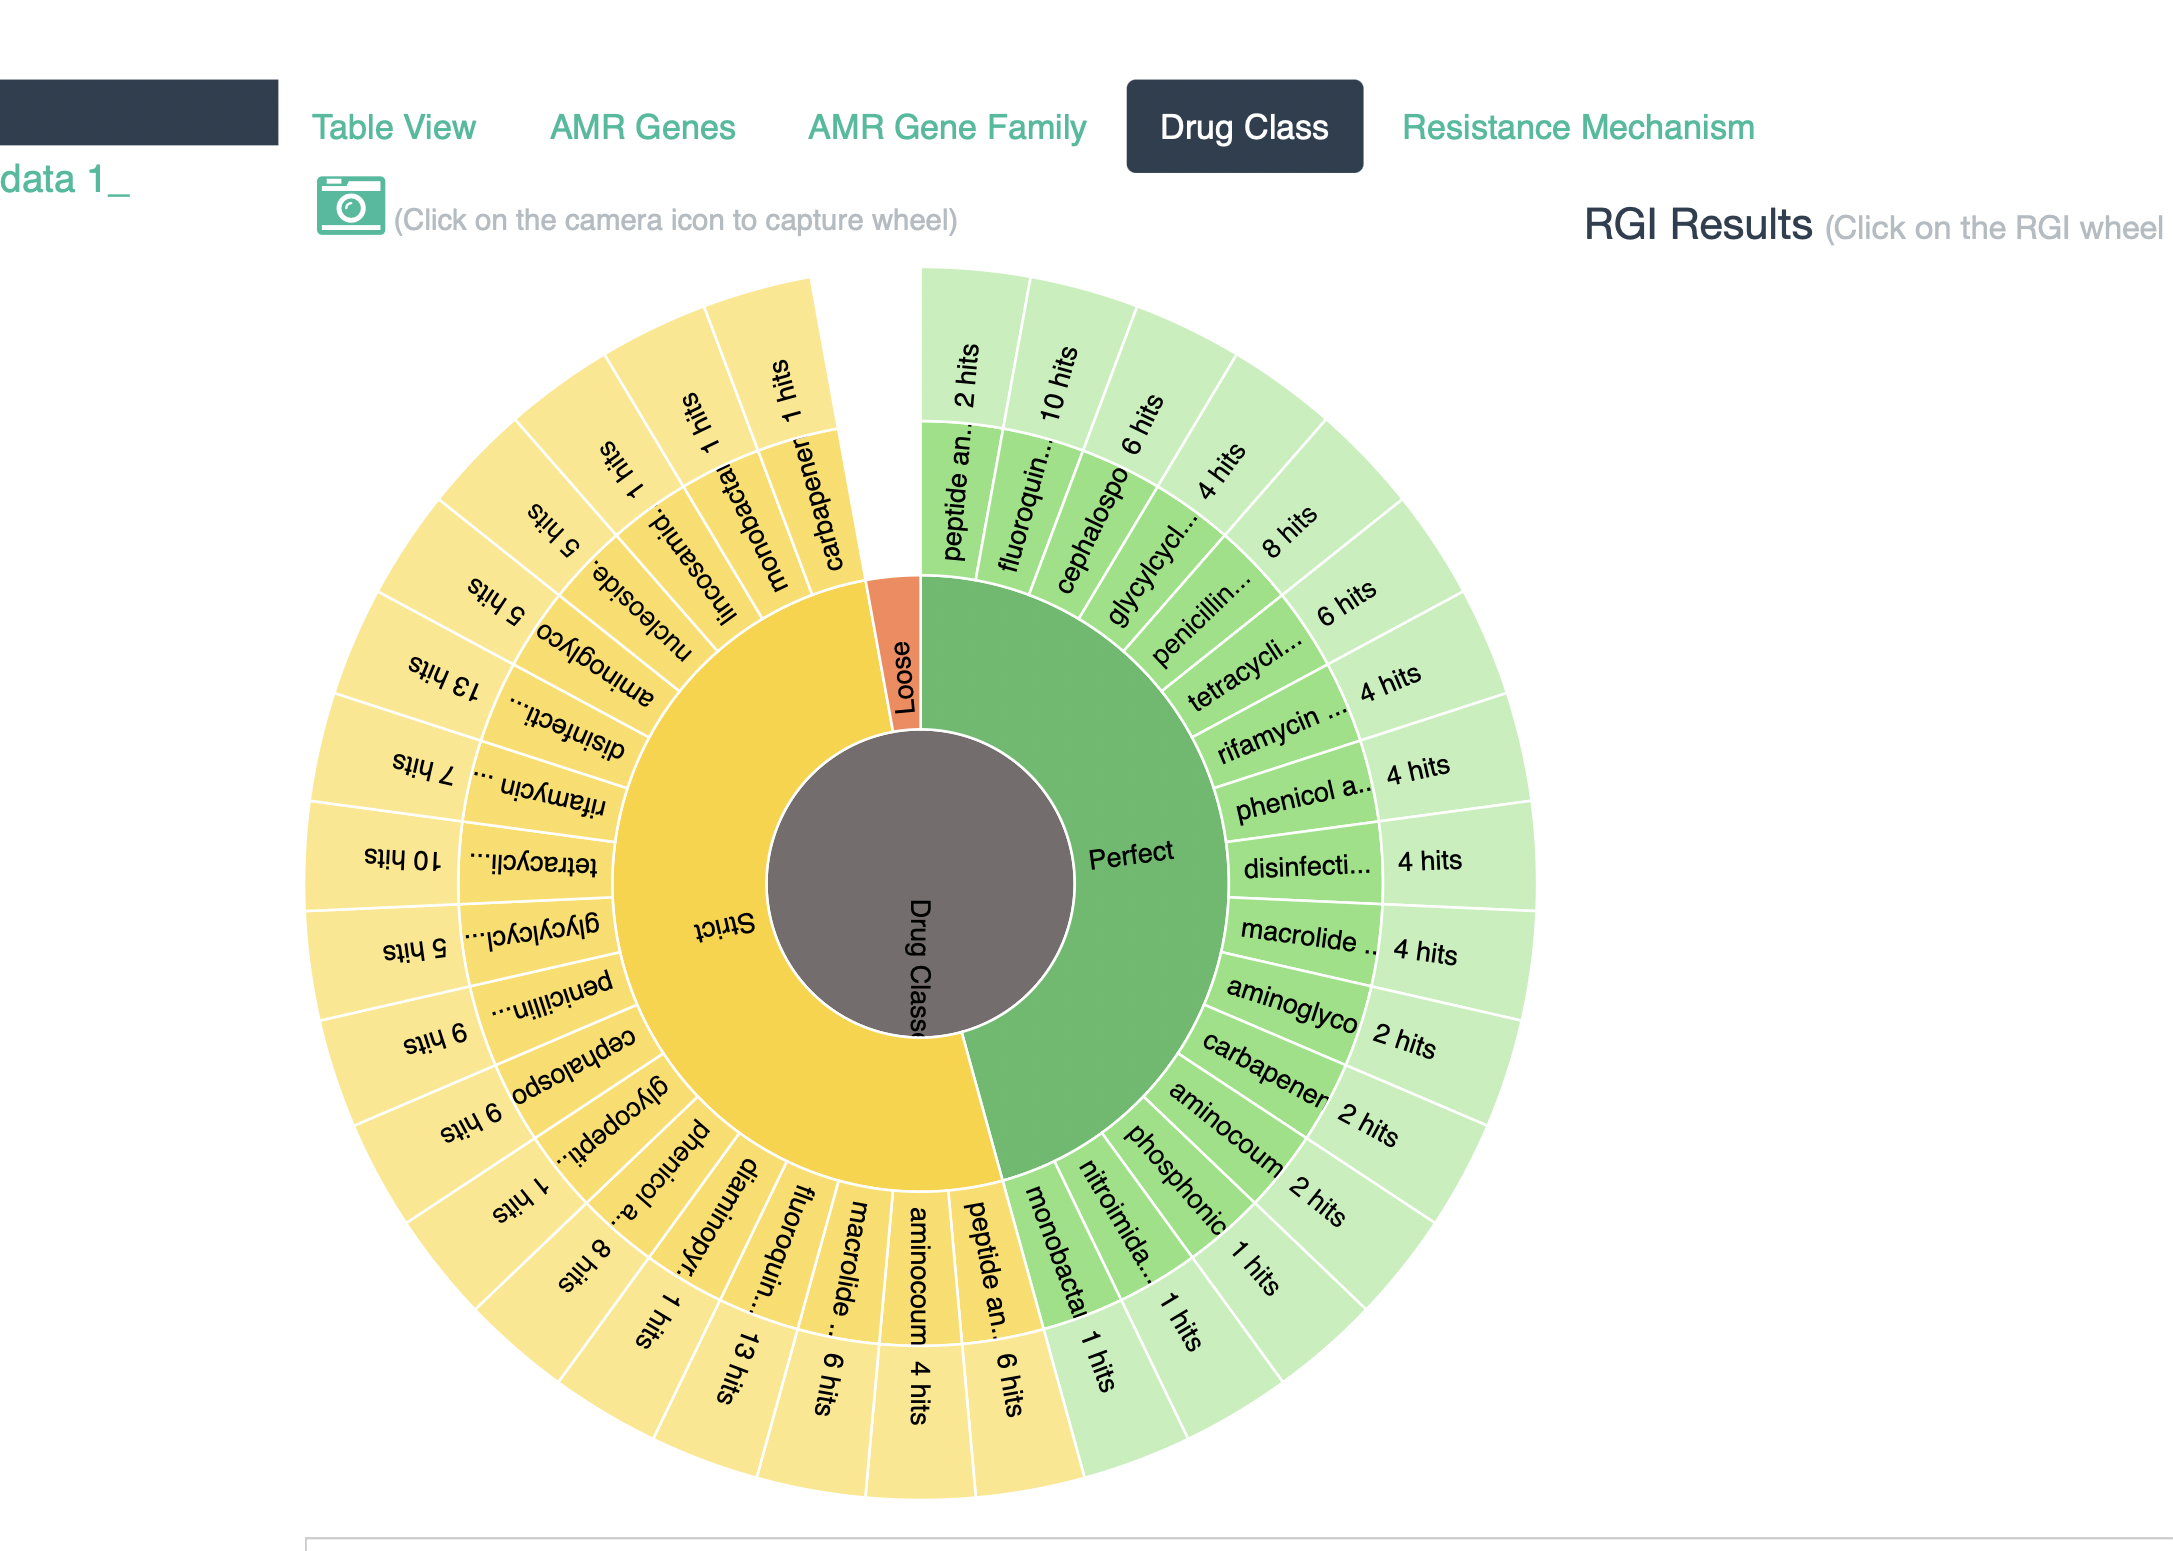 Table View
AMR Genes
AMR Gene Family
Drug Class
Resistance Mechanism
data 1_
(Click on the camera icon to capture wheel)
RGI Results (Click on the RGI wheel
Drug Classe
Perfect
peptide an..
2 hits
fluoroquin...
10 hits
cephalospo
6 hits
glycylcycl...
4 hits
penicillin...
8 hits
tetracycli...
6 hits
rifamycin ...
4 hits
phenicol a..
4 hits
disinfecti...
4 hits
macrolide ..
4 hits
aminoglyco
2 hits
carbapener
2 hits
aminocoum
2 hits
phosphonic
1 hits
nitroimida...
1 hits
monobactal
1 hits
Strict
peptide an..
6 hits
aminocoum
4 hits
macrolide ..
6 hits
fluoroquin...
13 hits
diaminopyr.
1 hits
phenicol a..
8 hits
glycopepti..
1 hits
cephalospo
9 hits
penicillin...
9 hits
glycylcycl...
5 hits
tetracycli...
10 hits
rifamycin ...
7 hits
disinfecti...
13 hits
aminoglyco
5 hits
nucleoside.
5 hits
lincosamid.
1 hits
monobactal
1 hits
carbapener
1 hits
Loose